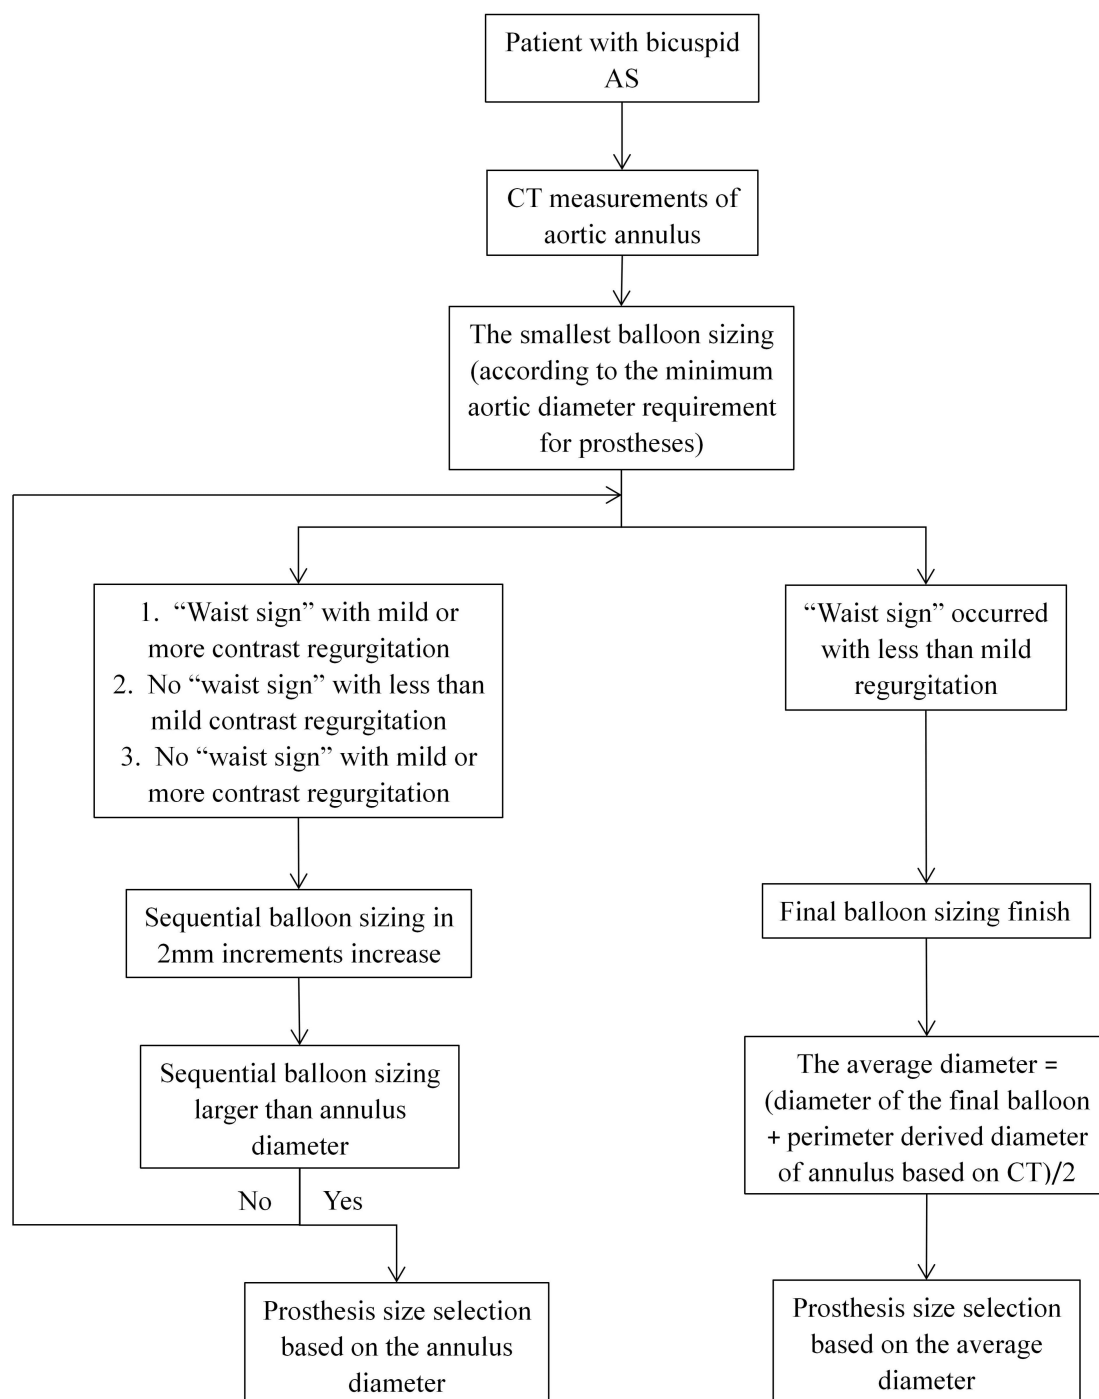 Patient with bicuspid
AS
CT measurements of
aortic annulus
The smallest balloon sizing
(according to the minimum
aortic diameter requirement
for prostheses)
1. “Waist sign” with mild or
more contrast regurgitation
2. No “waist sign” with less than
mild contrast regurgitation
3. No “waist sign” with mild or
more contrast regurgitation
“Waist sign” occurred
with less than mild
regurgitation
Sequential balloon sizing in
2mm increments increase
Final balloon sizing finish
Sequential balloon sizing
larger than annulus
diameter
The average diameter =
(diameter of the final balloon
+ perimeter derived diameter
of annulus based on CT)/2
No
Yes
Prosthesis size selection
based on the annulus
diameter
Prosthesis size selection
based on the average
diameter